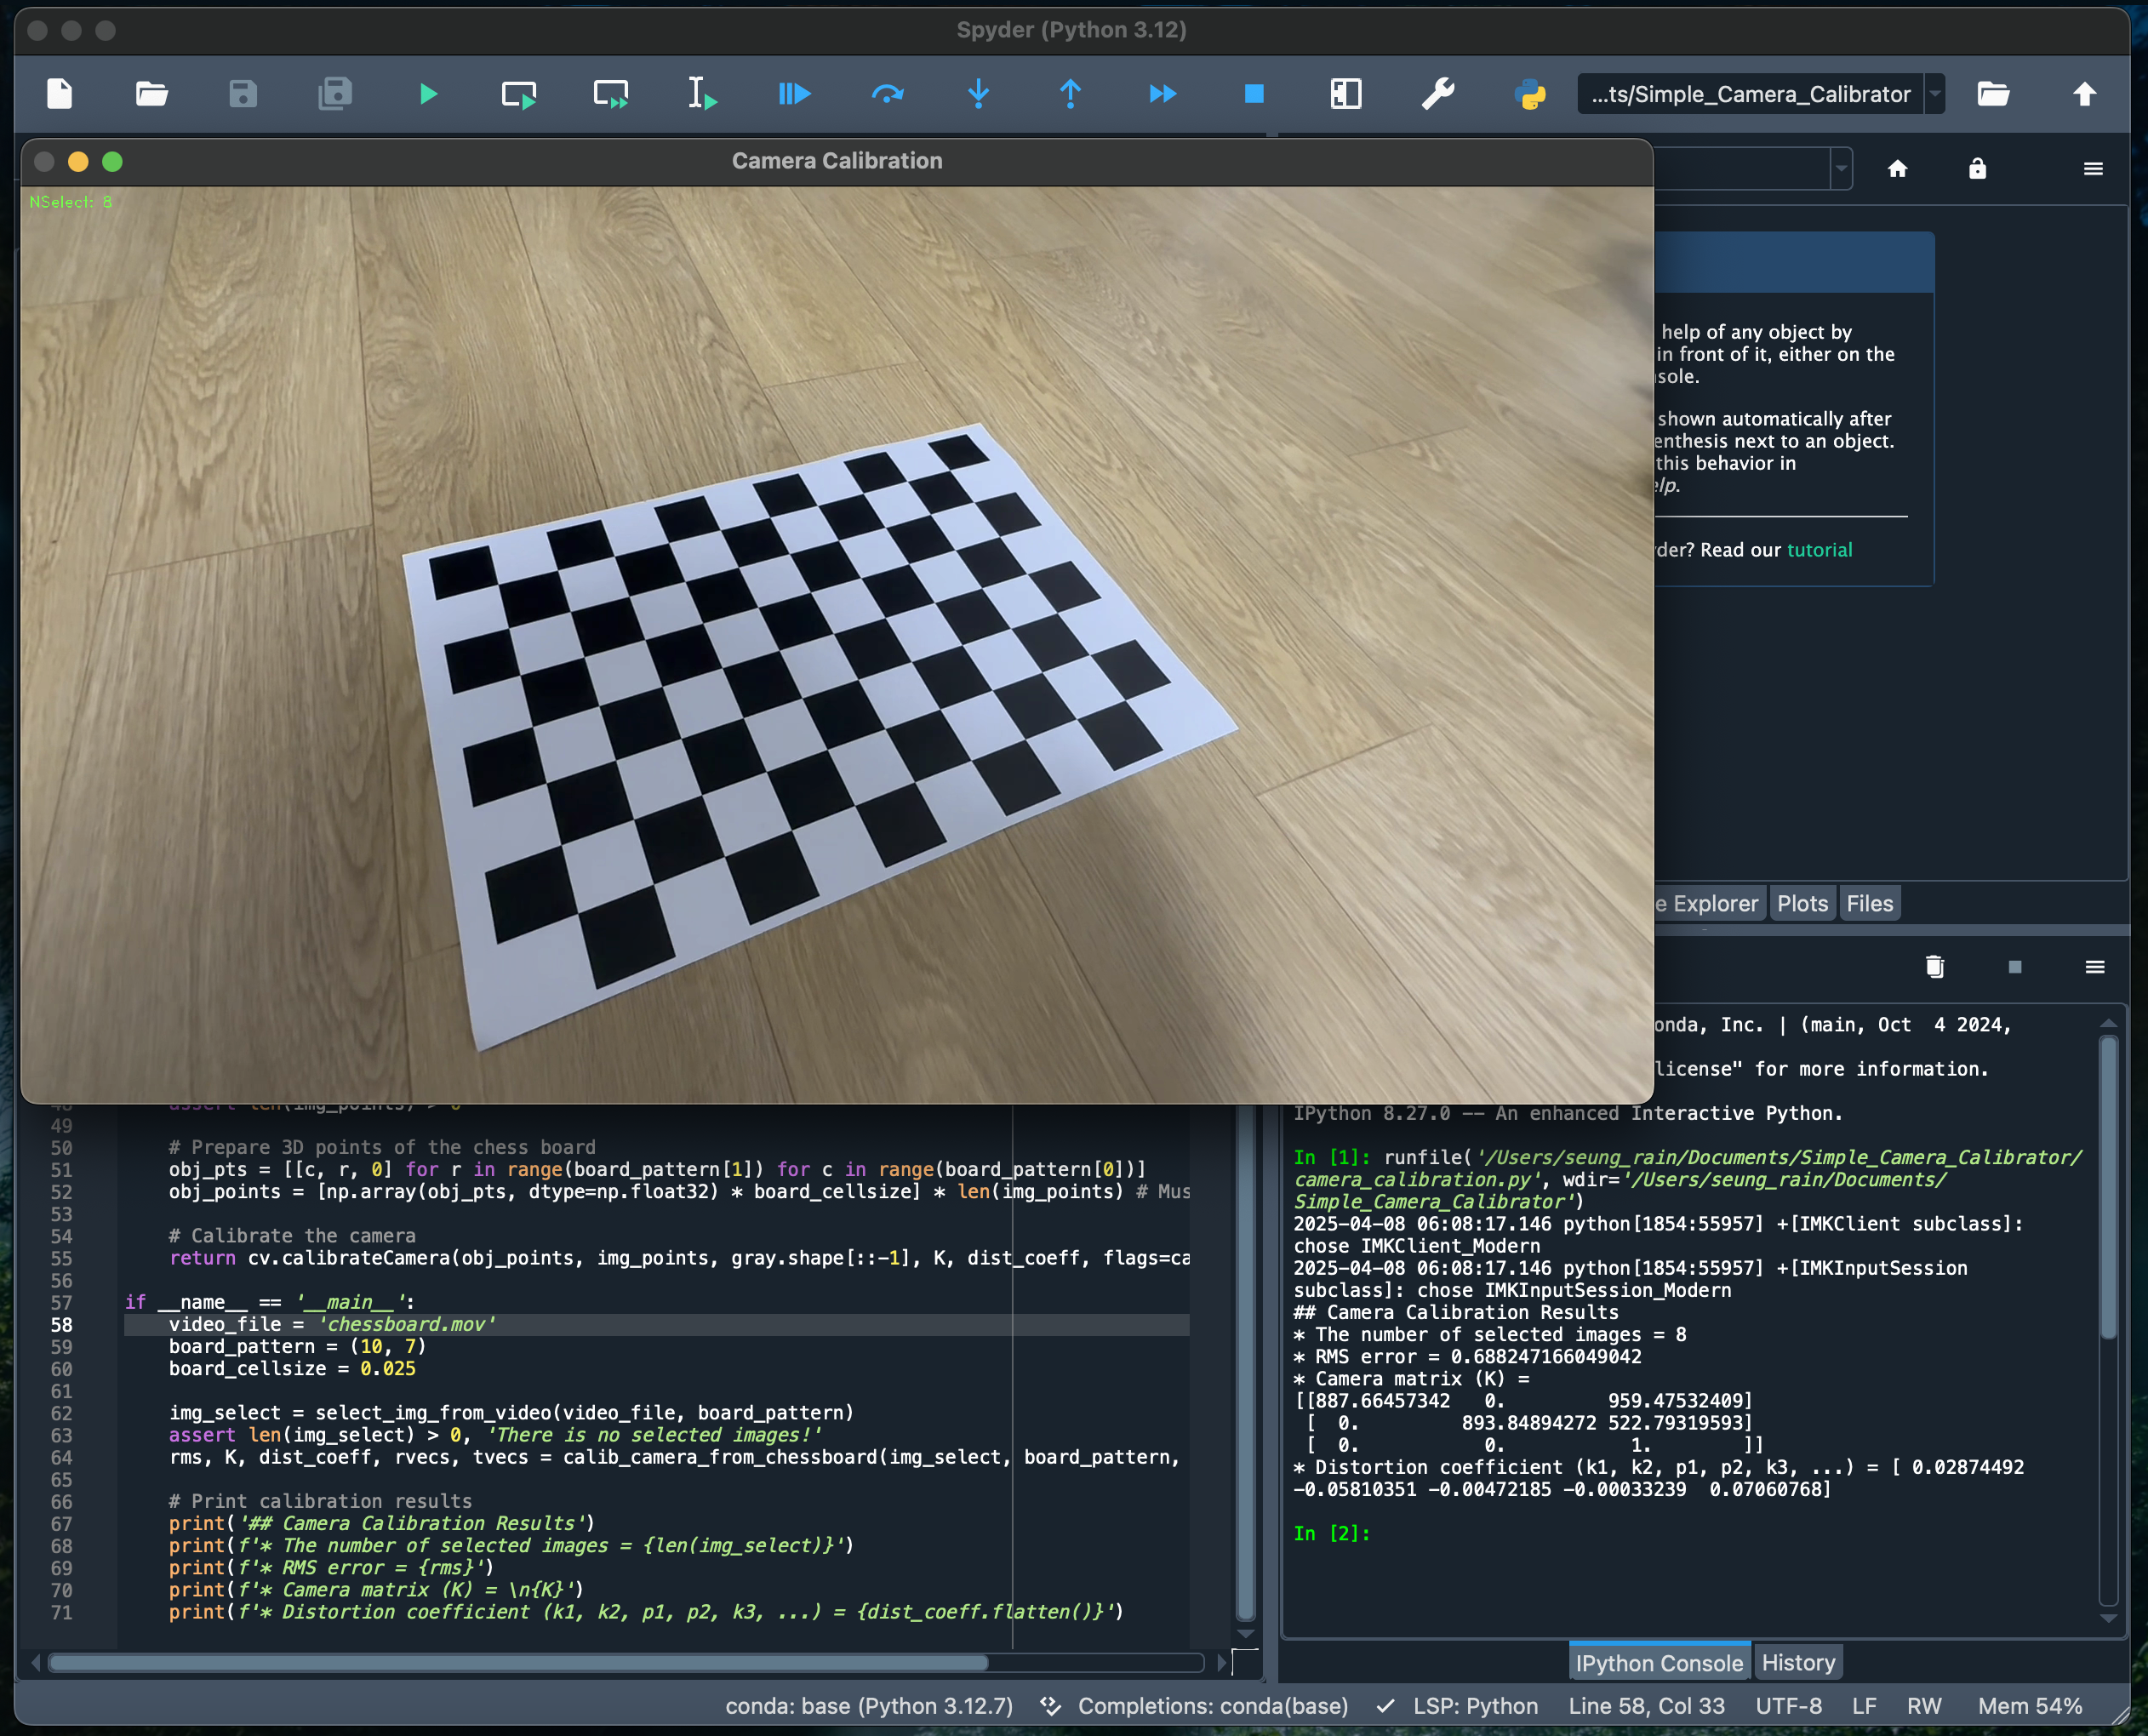 Spyder (Python 3.12)
...ts/Simple_Camera_Calibrator
Camera Calibration
NSelect: 8
help of any object by
in front of it, either on the
shown automatically after
next to an object.
this behavior in
Read our tutorial
Explorer
Plots
Files
49
50 # Prepare 3D points of the chess board
51 obj_pts = [[c, r, 0] for r in range(board_pattern[1]) for c in range(board_pattern[0])]
52 obj_points = [np.array(obj_pts, dtype=np.float32) * board_cellsize] * len(img_points) # Mus
53
54 # Calibrate the camera
55 return cv.calibrateCamera(obj_points, img_points, gray.shape[::-1], K, dist_coeff, flags=ca
56
57 if __name__ == '__main__':
58 video_file = 'chessboard.mov'
59 board_pattern = (10, 7)
60 board_cellsize = 0.025
61
62 img_select = select_img_from_video(video_file, board_pattern)
63 assert len(img_select) > 0, 'There is no selected images!'
64 rms, K, dist_coeff, rvecs, tvecs = calib_camera_from_chessboard(img_select, board_pattern,
65
66 # Print calibration results
67 print('## Camera Calibration Results')
68 print(f'* The number of selected images = {len(img_select)}')
69 print(f'* RMS error = {rms}')
70 print(f'* Camera matrix (K) = \n{K}')
71 print(f'* Distortion coefficient (k1, k2, p1, p2, k3, ...) = {dist_coeff.flatten()}')
onda, Inc. | (main, Oct  4 2024,
license" for more information.
IPython 8.27.0 -- An enhanced Interactive Python.
In [1]: runfile('/Users/seung_rain/Documents/Simple_Camera_Calibrator/
camera_calibration.py', wdir='/Users/seung_rain/Documents/
Simple_Camera_Calibrator')
2025-04-08 06:08:17.146 python[1854:55957] +[IMKClient subclass]:
chose IMKClient_Modern
2025-04-08 06:08:17.146 python[1854:55957] +[IMKInputSession
subclass]: chose IMKInputSession_Modern
## Camera Calibration Results
* The number of selected images = 8
* RMS error = 0.688247166049042
* Camera matrix (K) =
[[887.66457342   0.         959.47532409]
[  0.         893.84894272 522.79319593]
[  0.           0.           1.        ]]
* Distortion coefficient (k1, k2, p1, p2, k3, ...) = [ 0.02874492
-0.05810351 -0.00472185 -0.00033239  0.07060768]
In [2]:
IPython Console
History
conda: base (Python 3.12.7)
Completions: conda(base)
LSP: Python
Line 58, Col 33
UTF-8
LF
RW
Mem 54%